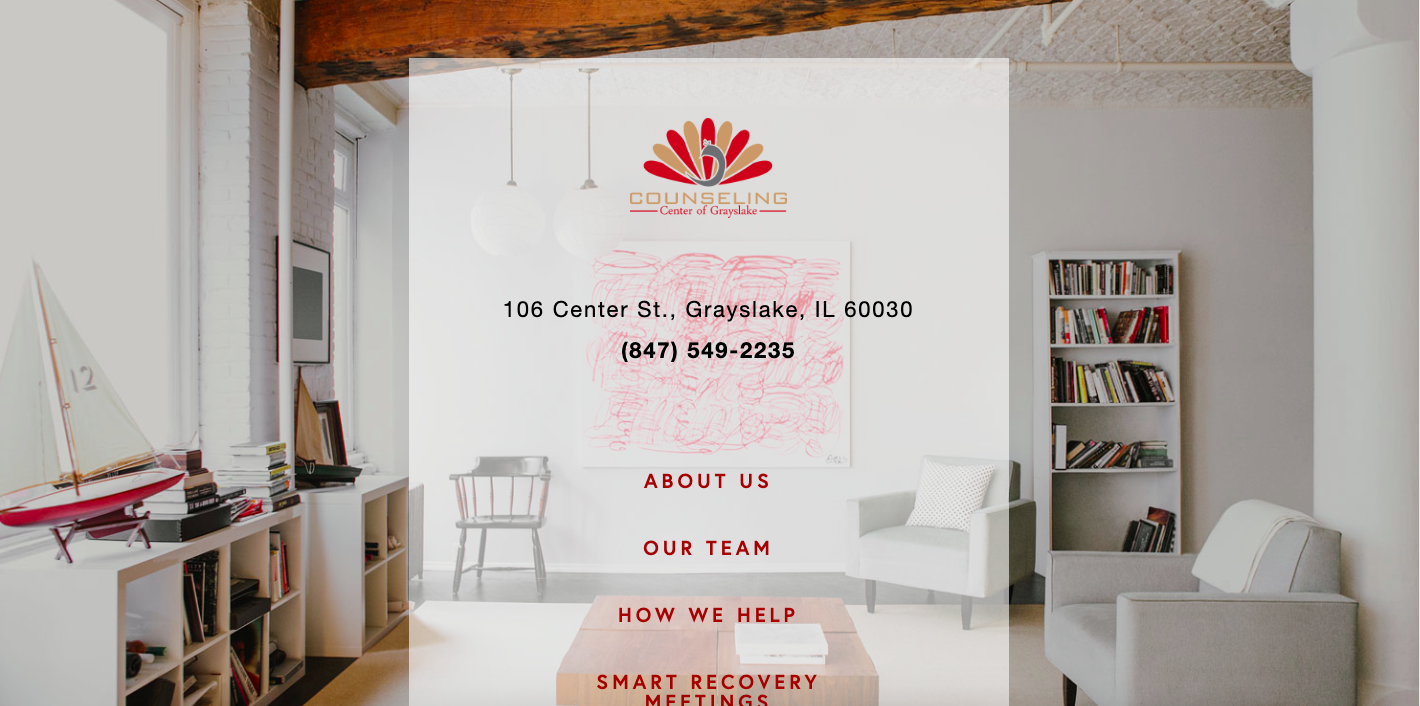 12
COUNSELING
Center of Grayslake
106 Center St., Grayslake, IL 60030
(847) 549-2235
ABOUT US
OUR TEAM
HOW WE HELP
SMART RECOVERY
MEETINGS